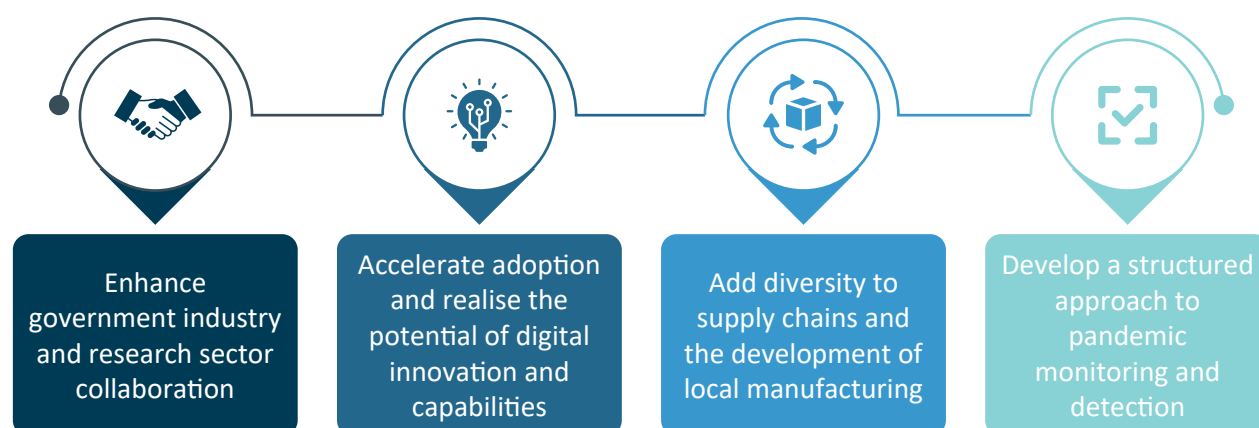 Enhance
government industry
and research sector
collaboration
Accelerate adoption
and realise the
potential of digital
innovation and
capabilities
Add diversity to
supply chains and
the development of
local manufacturing
Develop a structured
approach to
pandemic
monitoring and
detection